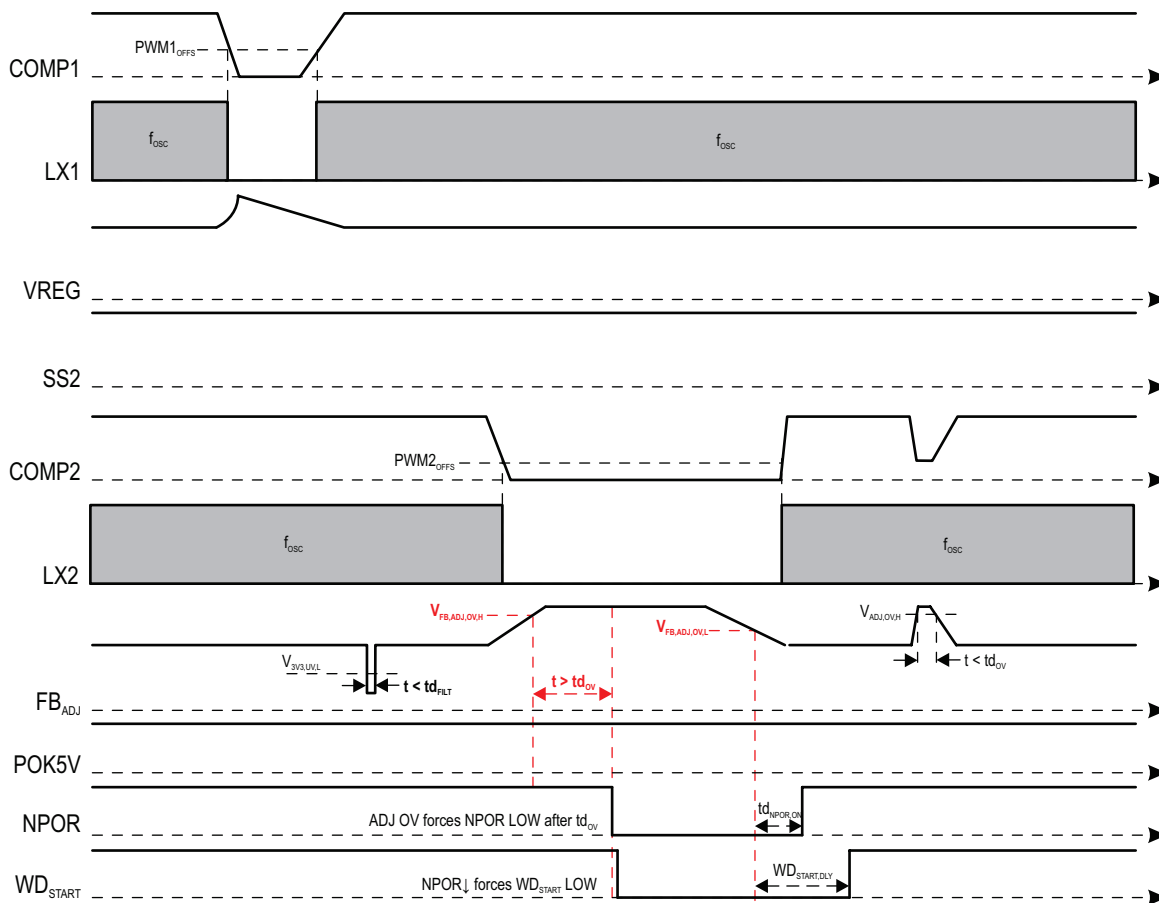 PWM1OFFS
COMP1
fOSC
fOSC
LX1
VREG
SS2
PWM2OFFS
COMP2
fOSC
fOSC
LX2
VFB,ADJ,OV,H
VADJ,OV,H
VFB,ADJ,OV,L
V3V3,UV,L
t < tdOV
t > tdOV
t < tdFILT
FBADJ
POK5V
tdNPOR,ON
ADJ OV forces NPOR LOW after tdOV
NPOR
WDSTART,DLY
NPOR↓ forces WDSTART LOW
WDSTART